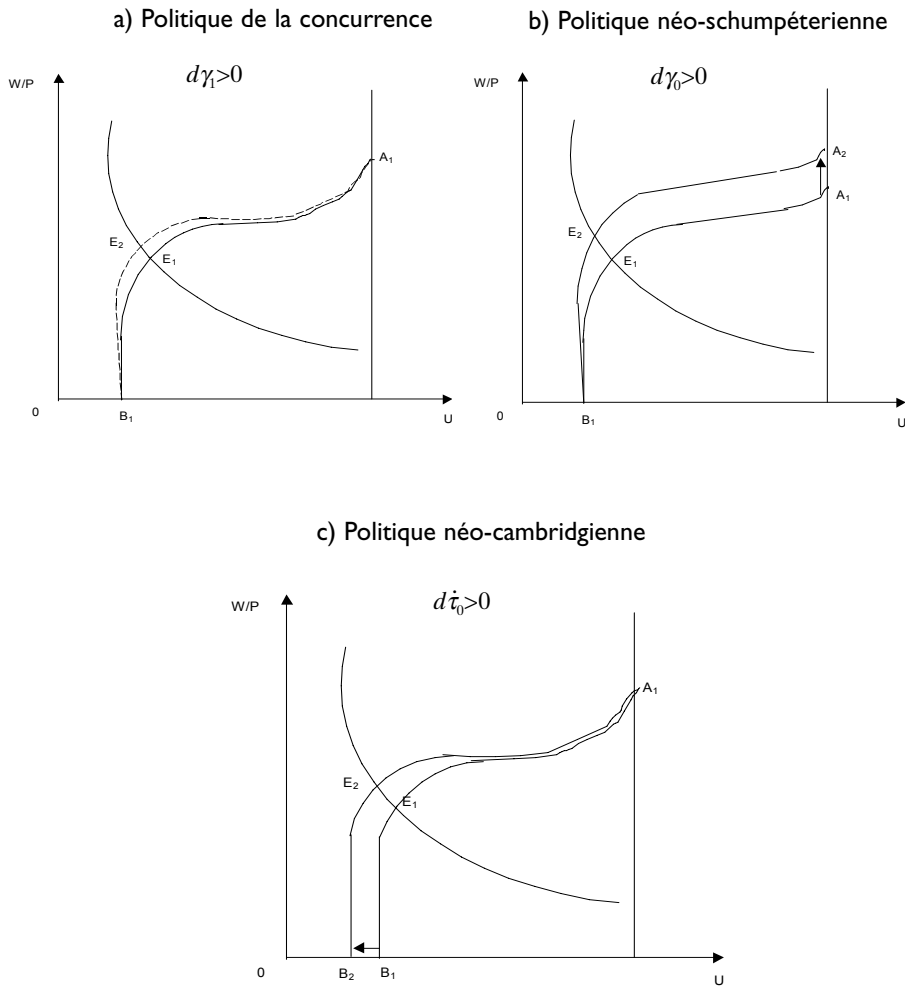 a) Politique de la concurrence
b) Politique néo-schumpéterienne
dγ₁>0
dγ₀>0
W/P
W/P
A₁
A₂
A₁
E₂
E₁
E₂
E₁
0
B₁
U
0
B₁
U
c) Politique néo-cambridgienne
dτ̇₀>0
W/P
A₁
E₂
E₁
0
B₂
B₁
U